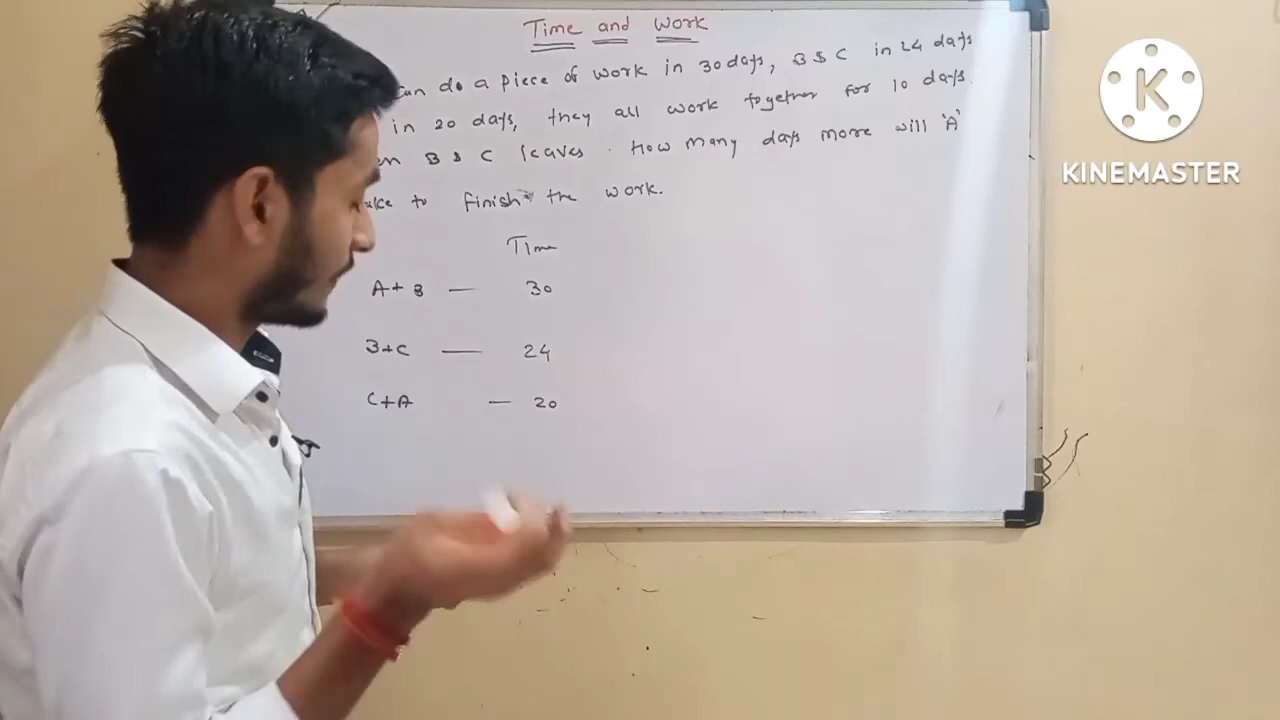 Time and Work
can do a piece of work in 30 days, B & C in 24 days
in 20 days, they all work together for 10 days.
B & C leaves. How many days more will 'A'
to finish the work.
Time
A+B — 30
B+C — 24
C+A — 20
K
KINEMASTER